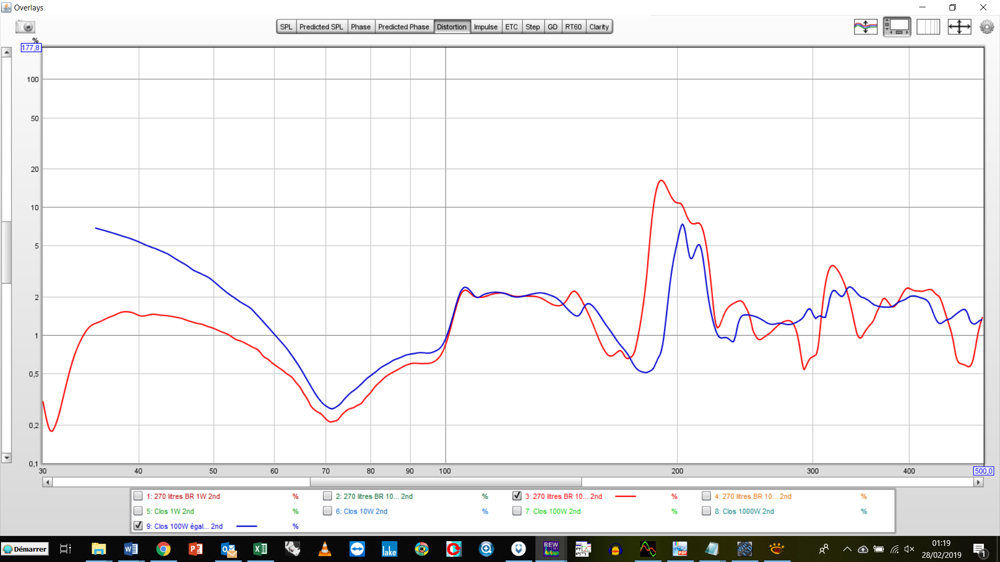 Overlays
SPL Predicted SPL Phase Predicted Phase Distortion Impulse ETC Step GD RT60 Clarity
%
177,8
100
50
20
10
5
2
1
0,5
0,2
0,1
30 40 50 60 70 80 90 100 200 300 400 500,0
1: 270 litres BR 1W 2nd % 2: 270 litres BR 10... 2nd % 3: 270 litres BR 10... 2nd % 4: 270 litres BR 10... 2nd %
5: Clos 1W 2nd % 6: Clos 10W 2nd % 7: Clos 100W 2nd % 8: Clos 1000W 2nd %
9: Clos 100W égal... 2nd %
Démarrer lake REW PDF 01:19
28/02/2019 1